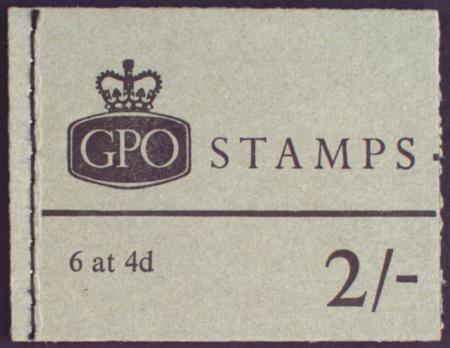 GPO STAMPS
6 at 4d
2/-